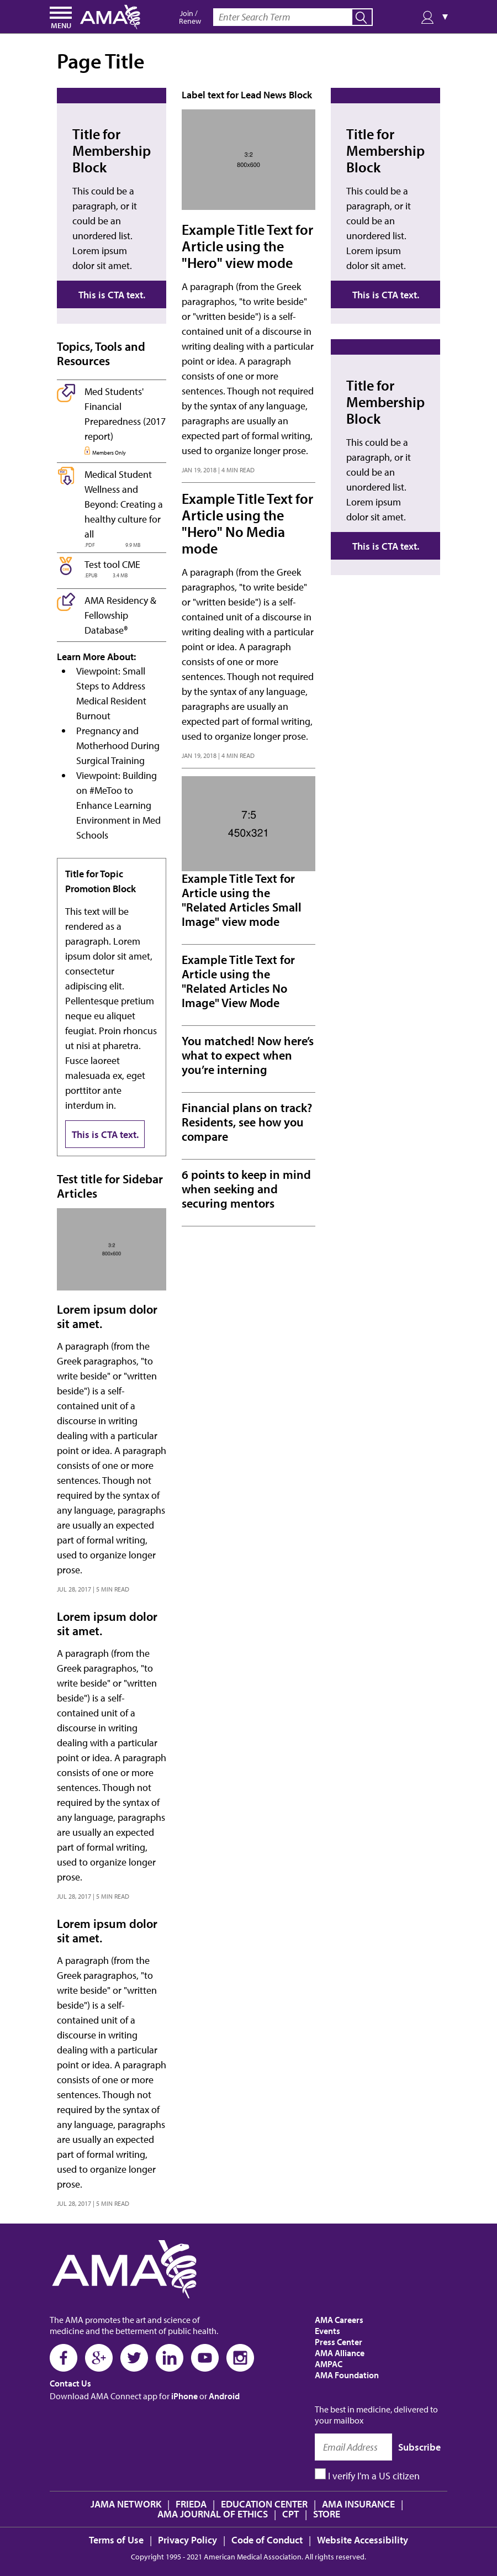 MENU
AMA
Join /
Renew
Enter Search Term
▼
Page Title
Title for
Membership
Block
This could be a
paragraph, or it
could be an
unordered list.
Lorem ipsum
dolor sit amet.
This is CTA text.
Topics, Tools and
Resources
Med Students'
Financial
Preparedness (2017
report)
Members Only
Medical Student
Wellness and
Beyond: Creating a
healthy culture for
all
PDF 9.9 MB
Test tool CME
EPUB 3.4 MB
AMA Residency &
Fellowship
Database®
Learn More About:
• Viewpoint: Small
Steps to Address
Medical Resident
Burnout
• Pregnancy and
Motherhood During
Surgical Training
• Viewpoint: Building
on #MeToo to
Enhance Learning
Environment in Med
Schools
Title for Topic
Promotion Block
This text will be
rendered as a
paragraph. Lorem
ipsum dolor sit amet,
consectetur
adipiscing elit.
Pellentesque pretium
neque eu aliquet
feugiat. Proin rhoncus
ut nisi at pharetra.
Fusce laoreet
malesuada ex, eget
porttitor ante
interdum in.
This is CTA text.
Test title for Sidebar
Articles
3:2
800x600
Lorem ipsum dolor
sit amet.
A paragraph (from the
Greek paragraphos, "to
write beside" or "written
beside") is a self-
contained unit of a
discourse in writing
dealing with a particular
point or idea. A paragraph
consists of one or more
sentences. Though not
required by the syntax of
any language, paragraphs
are usually an expected
part of formal writing,
used to organize longer
prose.
JUL 28, 2017 | 5 MIN READ
Lorem ipsum dolor
sit amet.
A paragraph (from the
Greek paragraphos, "to
write beside" or "written
beside") is a self-
contained unit of a
discourse in writing
dealing with a particular
point or idea. A paragraph
consists of one or more
sentences. Though not
required by the syntax of
any language, paragraphs
are usually an expected
part of formal writing,
used to organize longer
prose.
JUL 28, 2017 | 5 MIN READ
Lorem ipsum dolor
sit amet.
A paragraph (from the
Greek paragraphos, "to
write beside" or "written
beside") is a self-
contained unit of a
discourse in writing
dealing with a particular
point or idea. A paragraph
consists of one or more
sentences. Though not
required by the syntax of
any language, paragraphs
are usually an expected
part of formal writing,
used to organize longer
prose.
JUL 28, 2017 | 5 MIN READ
Label text for Lead News Block
3:2
800x600
Example Title Text for
Article using the
"Hero" view mode
A paragraph (from the Greek
paragraphos, "to write beside"
or "written beside") is a self-
contained unit of a discourse in
writing dealing with a particular
point or idea. A paragraph
consists of one or more
sentences. Though not required
by the syntax of any language,
paragraphs are usually an
expected part of formal writing,
used to organize longer prose.
JAN 19, 2018 | 4 MIN READ
Example Title Text for
Article using the
"Hero" No Media
mode
A paragraph (from the Greek
paragraphos, "to write beside"
or "written beside") is a self-
contained unit of a discourse in
writing dealing with a particular
point or idea. A paragraph
consists of one or more
sentences. Though not required
by the syntax of any language,
paragraphs are usually an
expected part of formal writing,
used to organize longer prose.
JAN 19, 2018 | 4 MIN READ
7:5
450x321
Example Title Text for
Article using the
"Related Articles Small
Image" view mode
Example Title Text for
Article using the
"Related Articles No
Image" View Mode
You matched! Now here's
what to expect when
you're interning
Financial plans on track?
Residents, see how you
compare
6 points to keep in mind
when seeking and
securing mentors
Title for
Membership
Block
This could be a
paragraph, or it
could be an
unordered list.
Lorem ipsum
dolor sit amet.
This is CTA text.
Title for
Membership
Block
This could be a
paragraph, or it
could be an
unordered list.
Lorem ipsum
dolor sit amet.
This is CTA text.
AMA
The AMA promotes the art and science of
medicine and the betterment of public health.
Contact Us
Download AMA Connect app for iPhone or Android
AMA Careers
Events
Press Center
AMA Alliance
AMPAC
AMA Foundation
The best in medicine, delivered to
your mailbox
Email Address Subscribe
I verify I'm a US citizen
JAMA NETWORK | FRIEDA | EDUCATION CENTER | AMA INSURANCE |
AMA JOURNAL OF ETHICS | CPT | STORE
Terms of Use | Privacy Policy | Code of Conduct | Website Accessibility
Copyright 1995 - 2021 American Medical Association. All rights reserved.